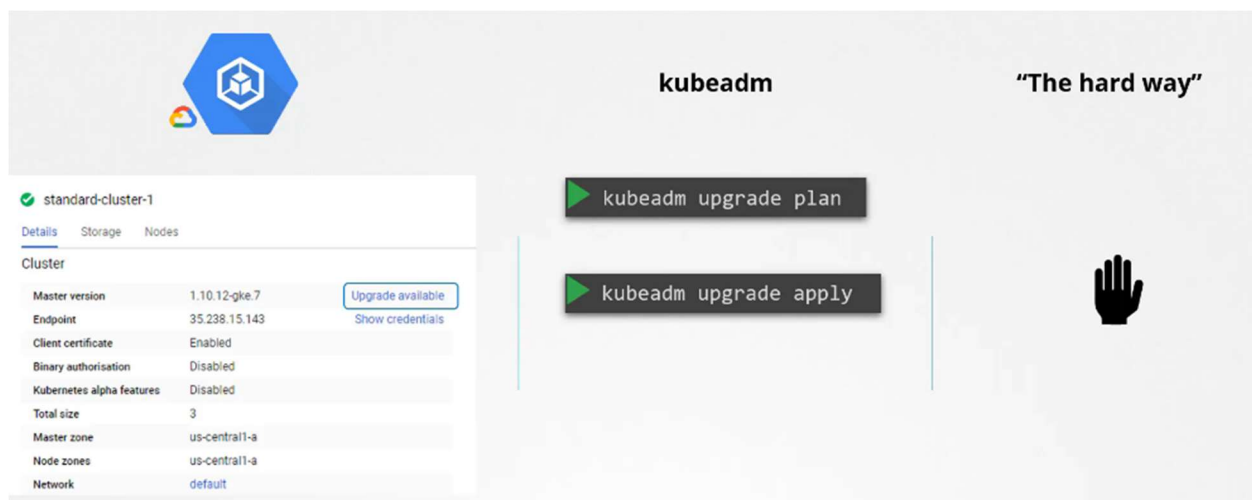 kubeadm
“The hard way”
standard-cluster-1
Details Storage Nodes
Cluster
Master version 1.10.12-gke.7 Upgrade available
Endpoint 35.238.15.143 Show credentials
Client certificate Enabled
Binary authorisation Disabled
Kubernetes alpha features Disabled
Total size 3
Master zone us-central1-a
Node zones us-central1-a
Network default
kubeadm upgrade plan
kubeadm upgrade apply